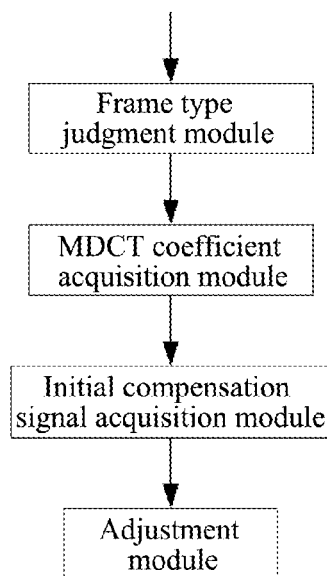 Frame type
judgment module
MDCT coefficient
acquisition module
Initial compensation
signal acquisition module
Adjustment
module